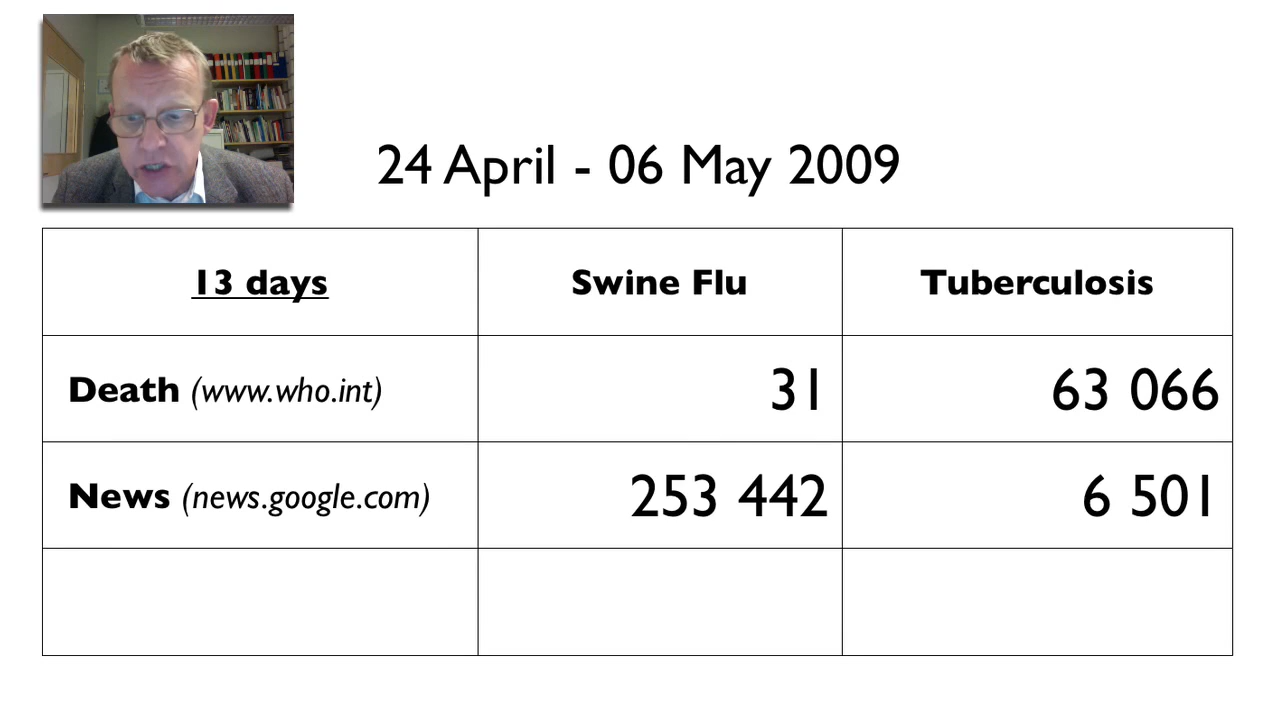 24 April - 06 May 2009
13 days Swine Flu Tuberculosis
Death (www.who.int) 31 63 066
News (news.google.com) 253 442 6 501